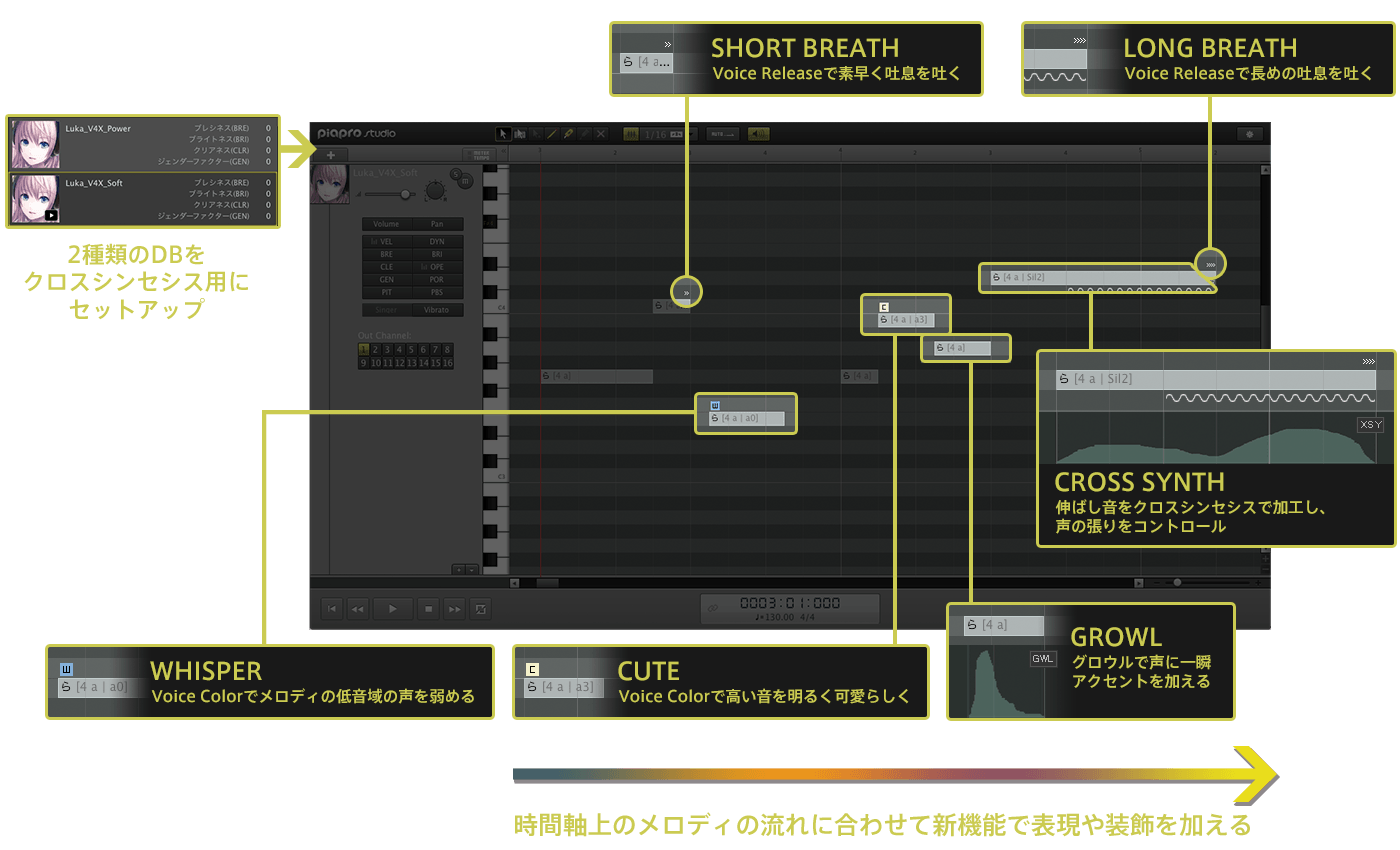 SHORT BREATH
Voice Releaseで素早く吐息を吐く
ら [4 a...
LONG BREATH
Voice Releaseで長めの吐息を吐く
Luka_V4X_Power
ブレシネス(BRE) 0
ブライトネス(BRI) 0
クリアネス(CLR) 0
ジェンダーファクター(GEN) 0
Luka_V4X_Soft
ブレシネス(BRE) 0
ブライトネス(BRI) 0
クリアネス(CLR) 0
ジェンダーファクター(GEN) 0
2種類のDBを
クロスシンセシス用に
セットアップ
piapro studio
1/16
MUTE
METER
TEMPO
Luka_V4X_Soft
S
m
Volume Pan
VEL DYN
BRE BRI
CLE OPE
GEN POR
PIT PBS
Vibrato
Out Channel:
1 2 3 4 5 6 7 8
9 10 11 12 13 14 15 16
C4
C3
ら [4 a]
ら
W
ら [4 a | a0]
ら [4 a]
C
ら [4 a | a3]
ら [4 a]
ら [4 a | Sil2]
ら [4 a | Sil2]
XSY
CROSS SYNTH
伸ばし音をクロスシンセシスで加工し、
声の張りをコントロール
0003:01:000
♩=130.00 4/4
W
ら [4 a | a0]
WHISPER
Voice Colorでメロディの低音域の声を弱める
C
ら [4 a | a3]
CUTE
Voice Colorで高い音を明るく可愛らしく
ら [4 a]
GWL
GROWL
グロウルで声に一瞬
アクセントを加える
時間軸上のメロディの流れに合わせて新機能で表現や装飾を加える